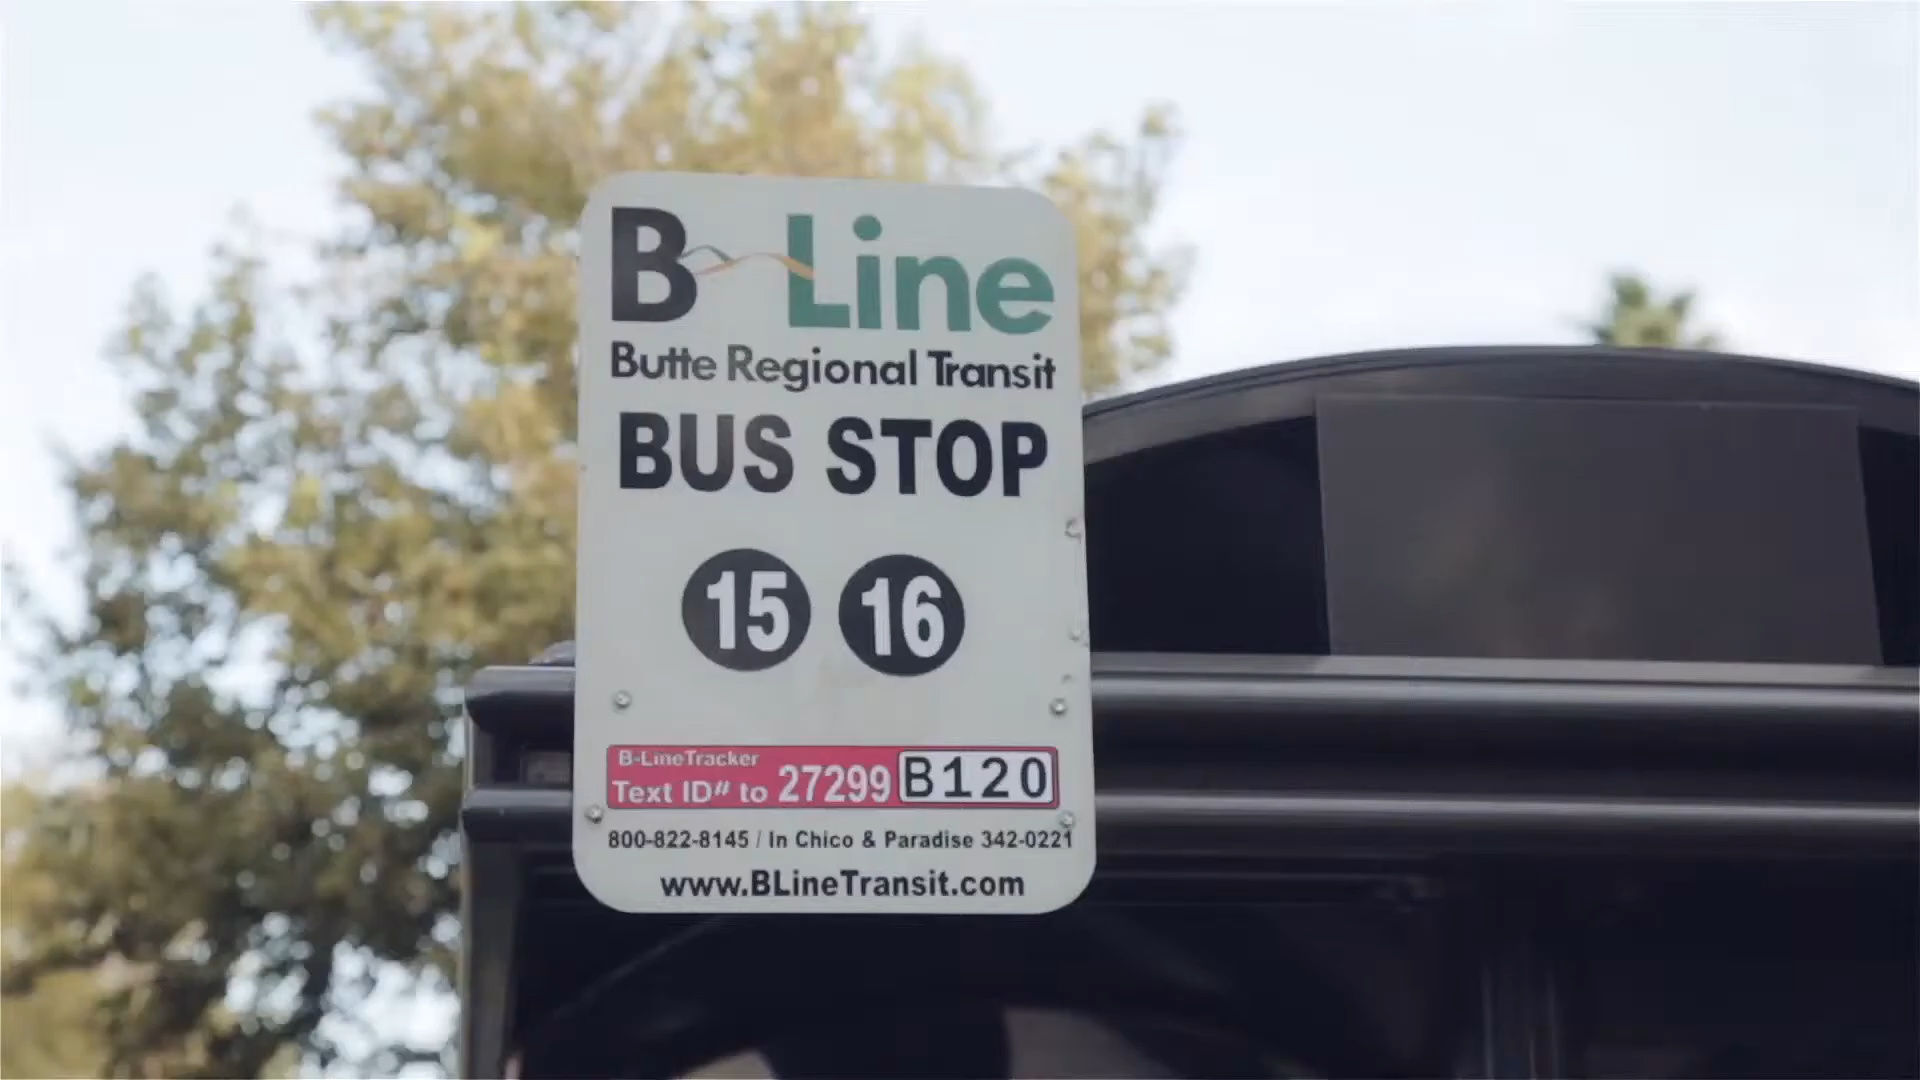 B Line
Butte Regional Transit
BUS STOP
15 16
B-LineTracker
Text ID# to 27299 B120
800-822-8145 / In Chico & Paradise 342-0221
www.BLineTransit.com